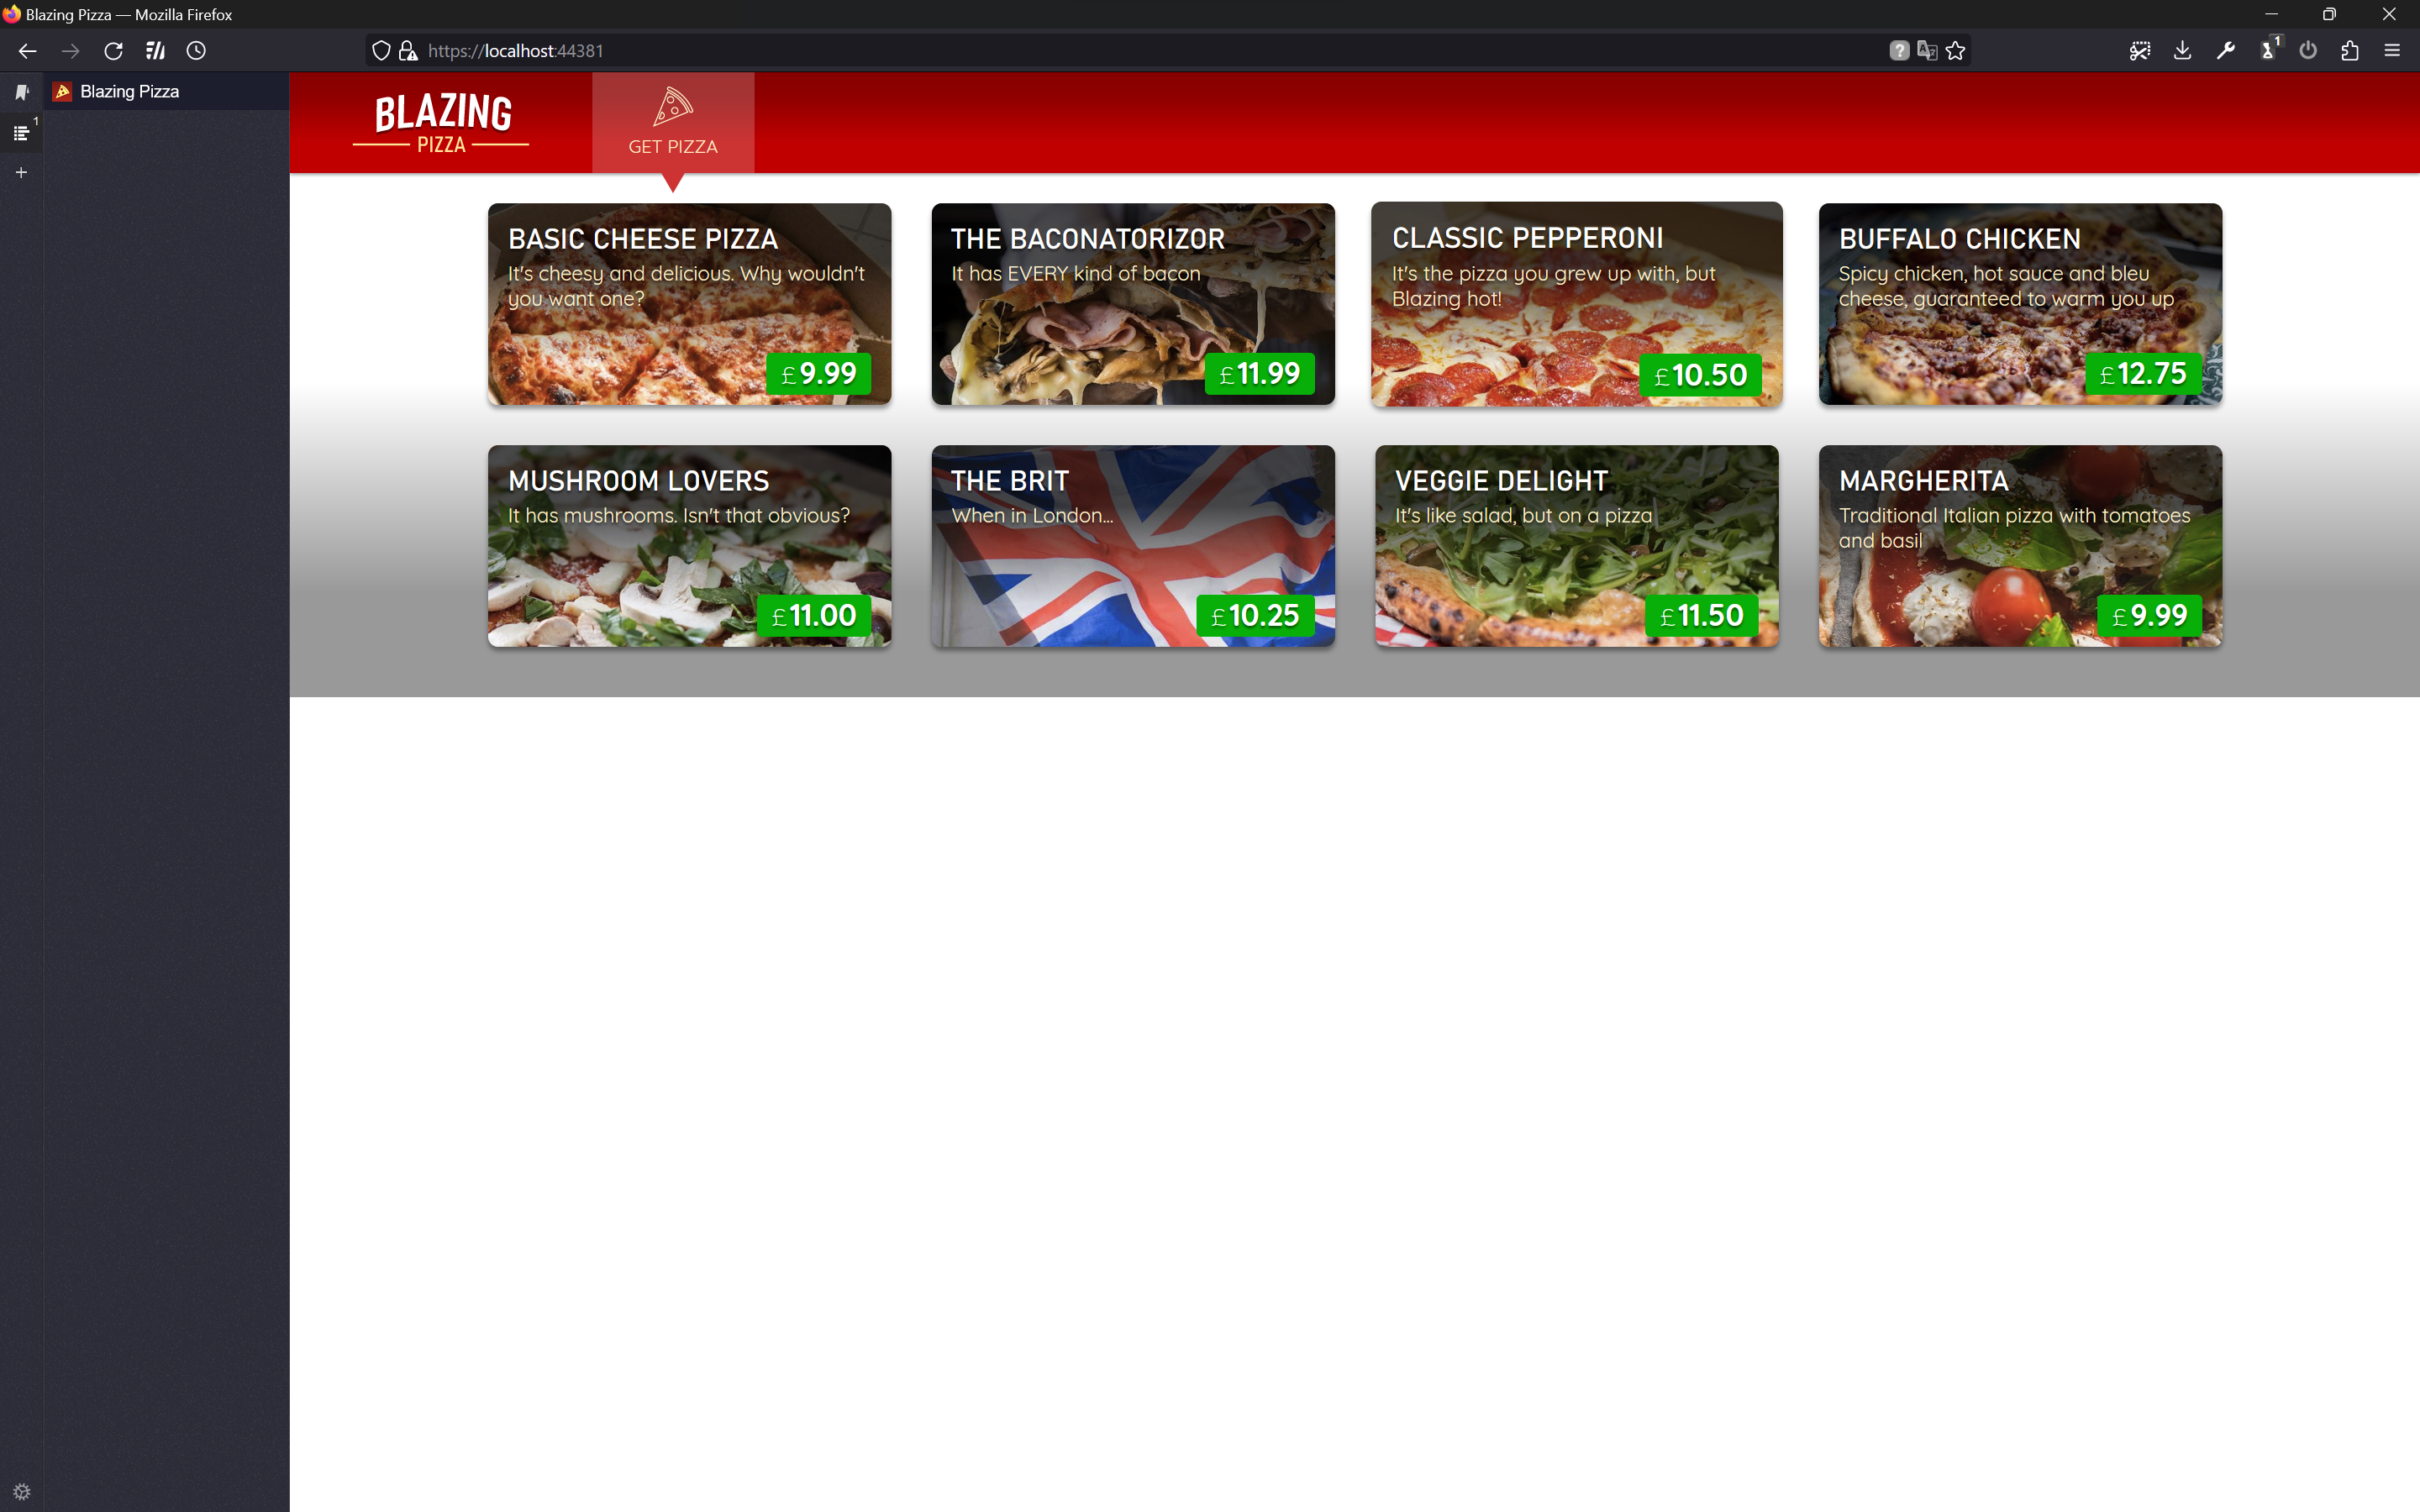 Blazing Pizza — Mozilla Firefox
https://localhost:44381
1
Blazing Pizza
1
BLAZING
PIZZA
GET PIZZA
BASIC CHEESE PIZZA
It's cheesy and delicious. Why wouldn't
you want one?
£9.99
THE BACONATORIZOR
It has EVERY kind of bacon
£11.99
CLASSIC PEPPERONI
It's the pizza you grew up with, but
Blazing hot!
£10.50
BUFFALO CHICKEN
Spicy chicken, hot sauce and bleu
cheese, guaranteed to warm you up
£12.75
MUSHROOM LOVERS
It has mushrooms. Isn't that obvious?
£11.00
THE BRIT
When in London...
£10.25
VEGGIE DELIGHT
It's like salad, but on a pizza
£11.50
MARGHERITA
Traditional Italian pizza with tomatoes
and basil
£9.99